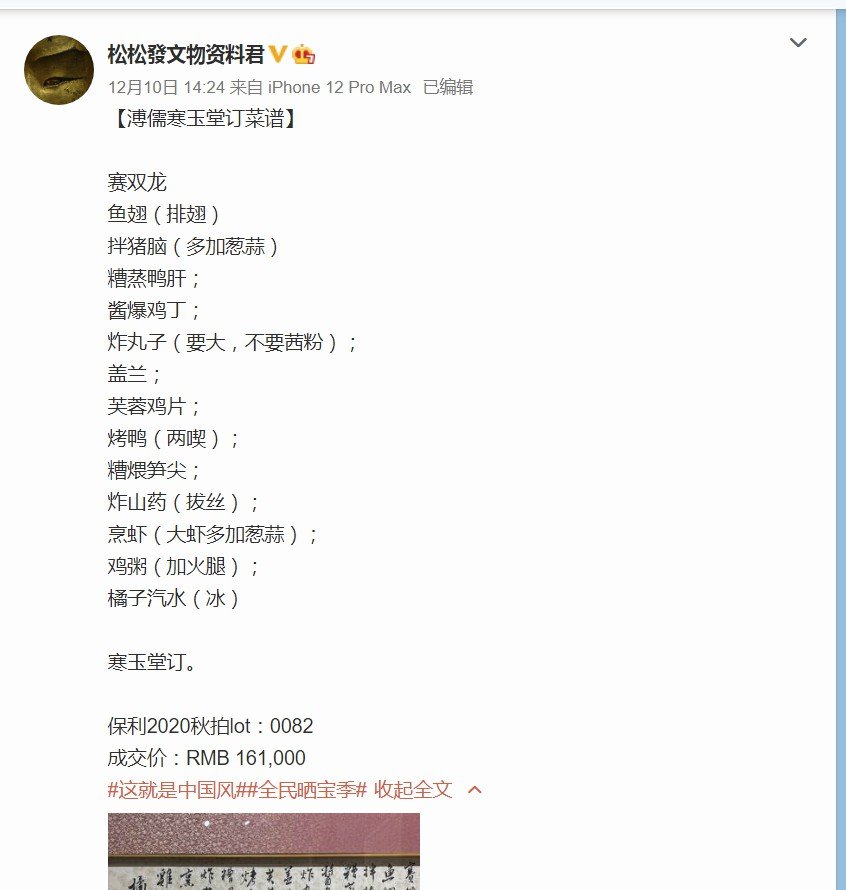 松松發文物资料君
12月10日 14:24 来自 iPhone 12 Pro Max 已编辑
【溥儒寒玉堂订菜谱】
赛双龙
鱼翅（排翅）
拌猪脑（多加葱蒜）
糟蒸鸭肝；
酱爆鸡丁；
炸丸子（要大，不要茜粉）；
盖兰；
芙蓉鸡片；
烤鸭（两喫）；
糟煨笋尖；
炸山药（拔丝）；
烹虾（大虾多加葱蒜）；
鸡粥（加火腿）；
橘子汽水（冰）
寒玉堂订。
保利2020秋拍lot：0082
成交价：RMB 161,000
#这就是中国风##全民晒宝季# 收起全文